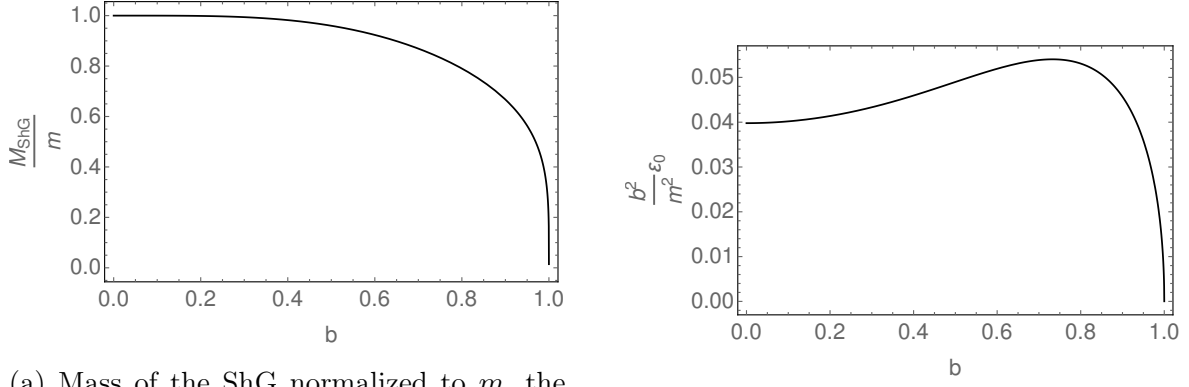 1.0
0.8
0.6
0.4
0.2
0.0
M_ShG
m
0.0 0.2 0.4 0.6 0.8 1.0
b
0.05
0.04
0.03
0.02
0.01
0.00
b²
m²
ε₀
0.0 0.2 0.4 0.6 0.8 1.0
b
(a) Mass of the ShG normalized to m, the